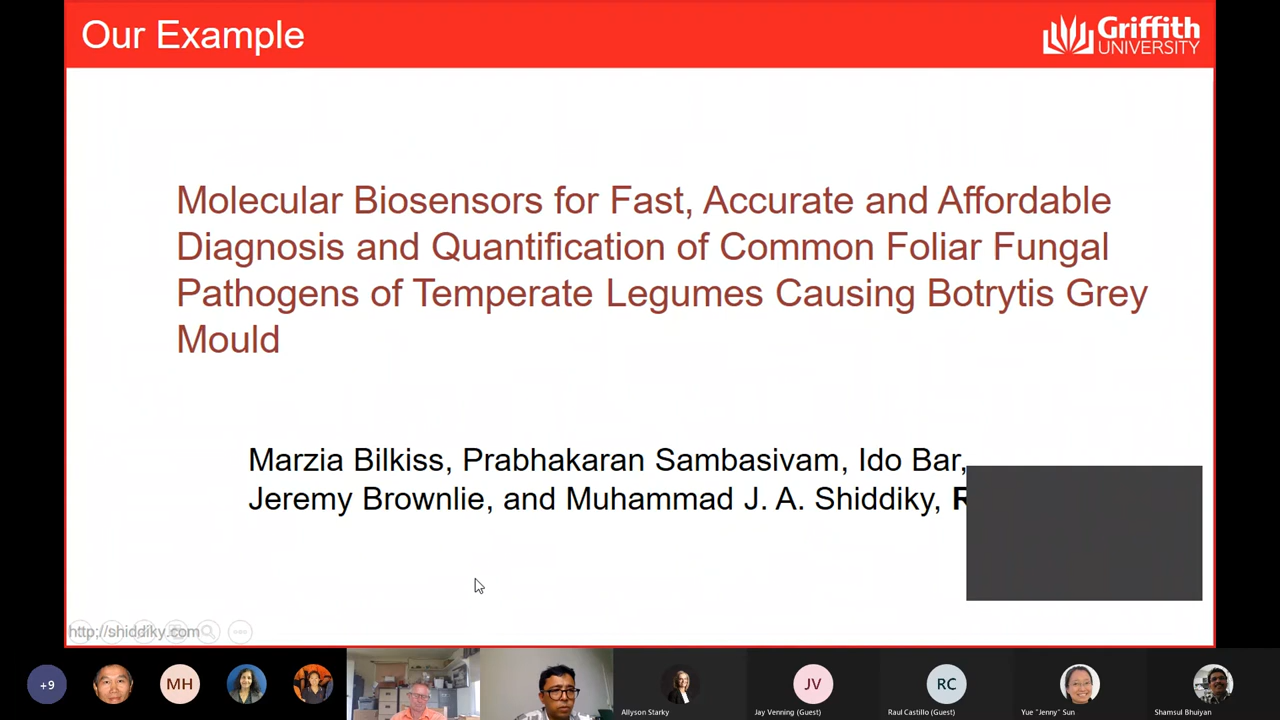 Our Example
Griffith
UNIVERSITY
Molecular Biosensors for Fast, Accurate and Affordable
Diagnosis and Quantification of Common Foliar Fungal
Pathogens of Temperate Legumes Causing Botrytis Grey
Mould
Marzia Bilkiss, Prabhakaran Sambasivam, Ido Bar,
Jeremy Brownlie, and Muhammad J. A. Shiddiky, R
http://shiddiky.com
+9
MH
JV
RC
Allyson Starky
Jay Venning (Guest)
Raul Castillo (Guest)
Yue "Jenny" Sun
Shamsul Bhuiyan